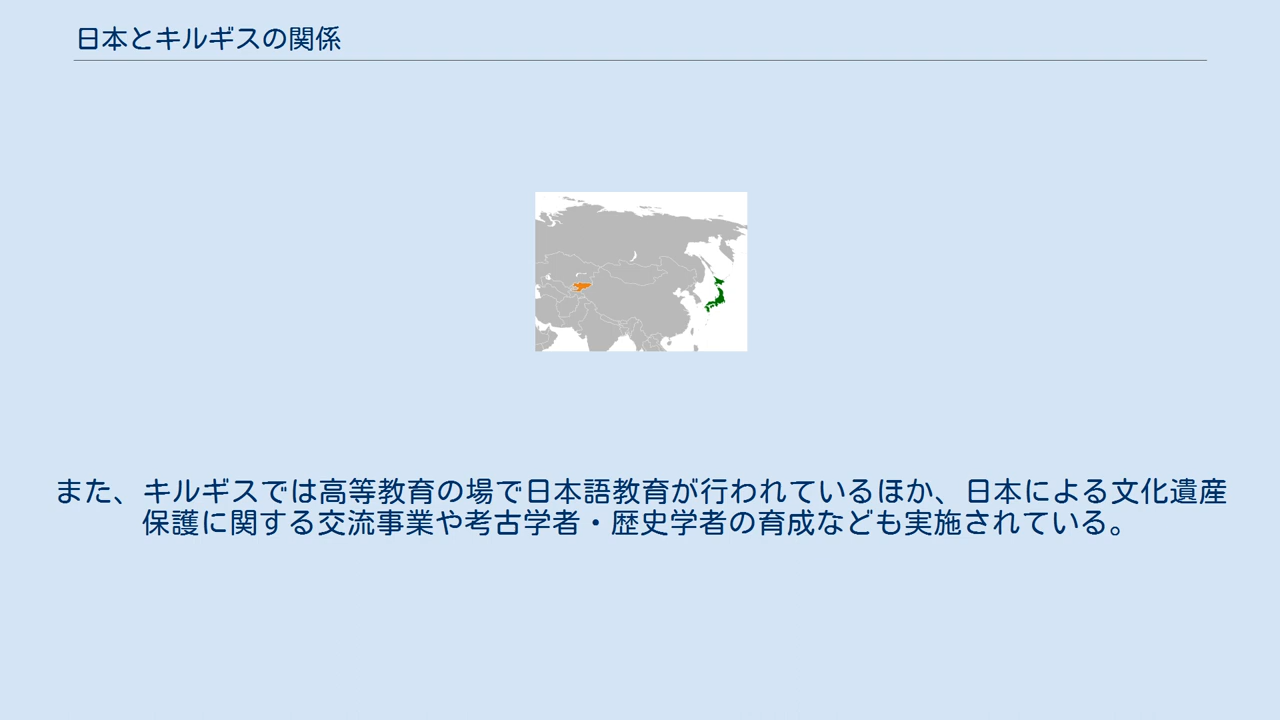 日本とキルギスの関係
また、キルギスでは高等教育の場で日本語教育が行われているほか、日本による文化遺産
保護に関する交流事業や考古学者・歴史学者の育成なども実施されている。